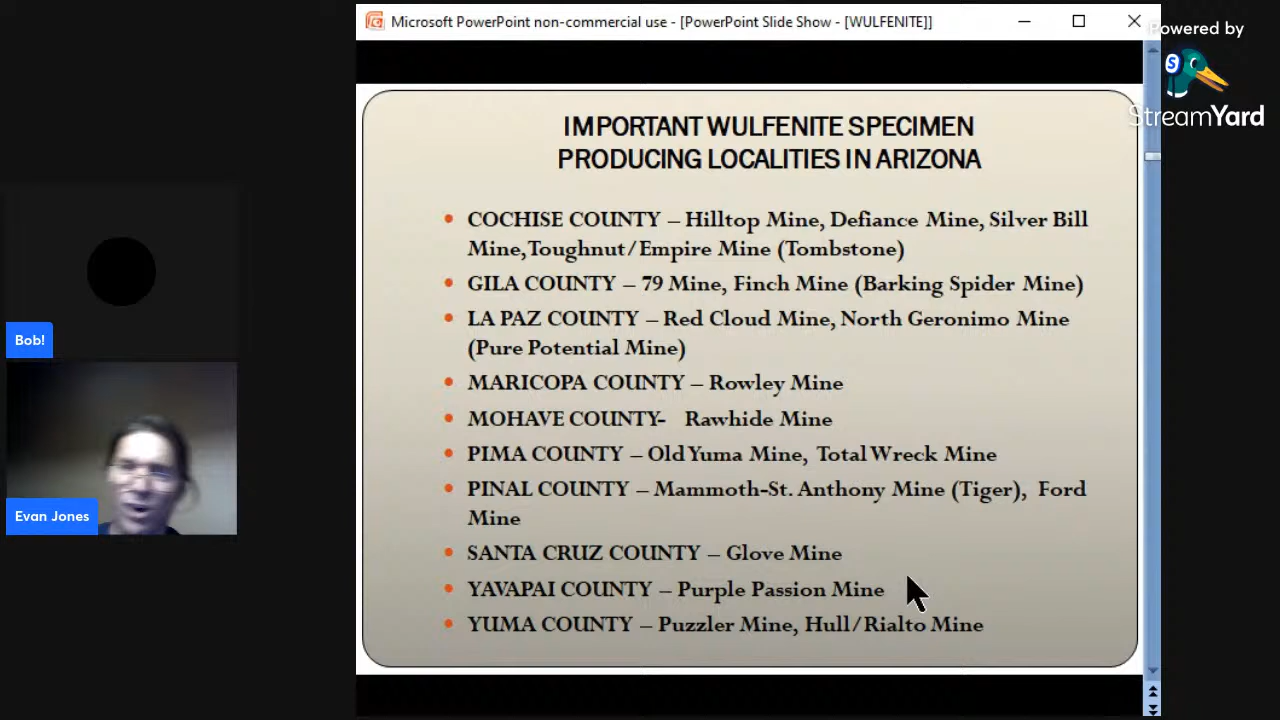 Microsoft PowerPoint non-commercial use - [PowerPoint Slide Show - [WULFENITE]]
Powered by
S
StreamYard
IMPORTANT WULFENITE SPECIMEN
PRODUCING LOCALITIES IN ARIZONA
• COCHISE COUNTY – Hilltop Mine, Defiance Mine, Silver Bill
Mine, Toughnut/Empire Mine (Tombstone)
• GILA COUNTY – 79 Mine, Finch Mine (Barking Spider Mine)
• LA PAZ COUNTY – Red Cloud Mine, North Geronimo Mine
(Pure Potential Mine)
• MARICOPA COUNTY – Rowley Mine
• MOHAVE COUNTY- Rawhide Mine
• PIMA COUNTY – Old Yuma Mine, Total Wreck Mine
• PINAL COUNTY – Mammoth-St. Anthony Mine (Tiger), Ford
Mine
• SANTA CRUZ COUNTY – Glove Mine
• YAVAPAI COUNTY – Purple Passion Mine
• YUMA COUNTY – Puzzler Mine, Hull/Rialto Mine
Bob!
Evan Jones